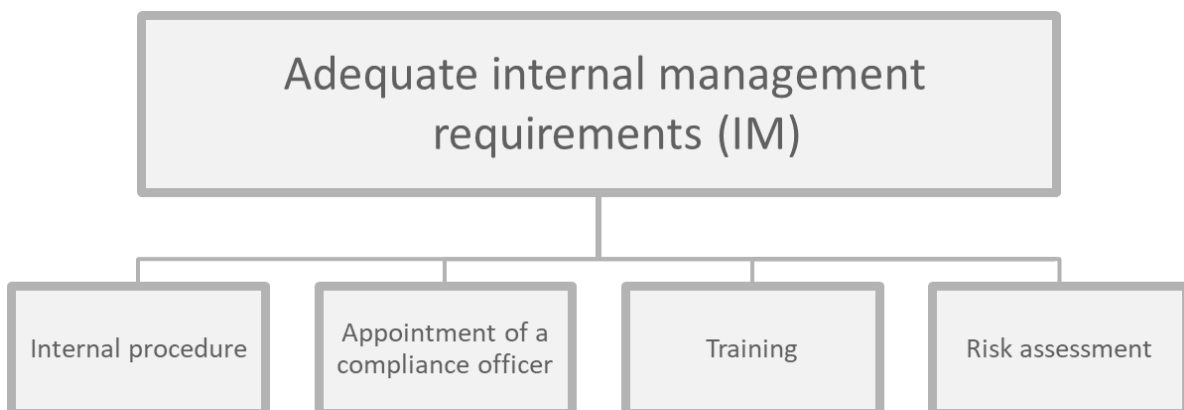 Adequate internal management
requirements (IM)
Internal procedure
Appointment of a
compliance officer
Training
Risk assessment